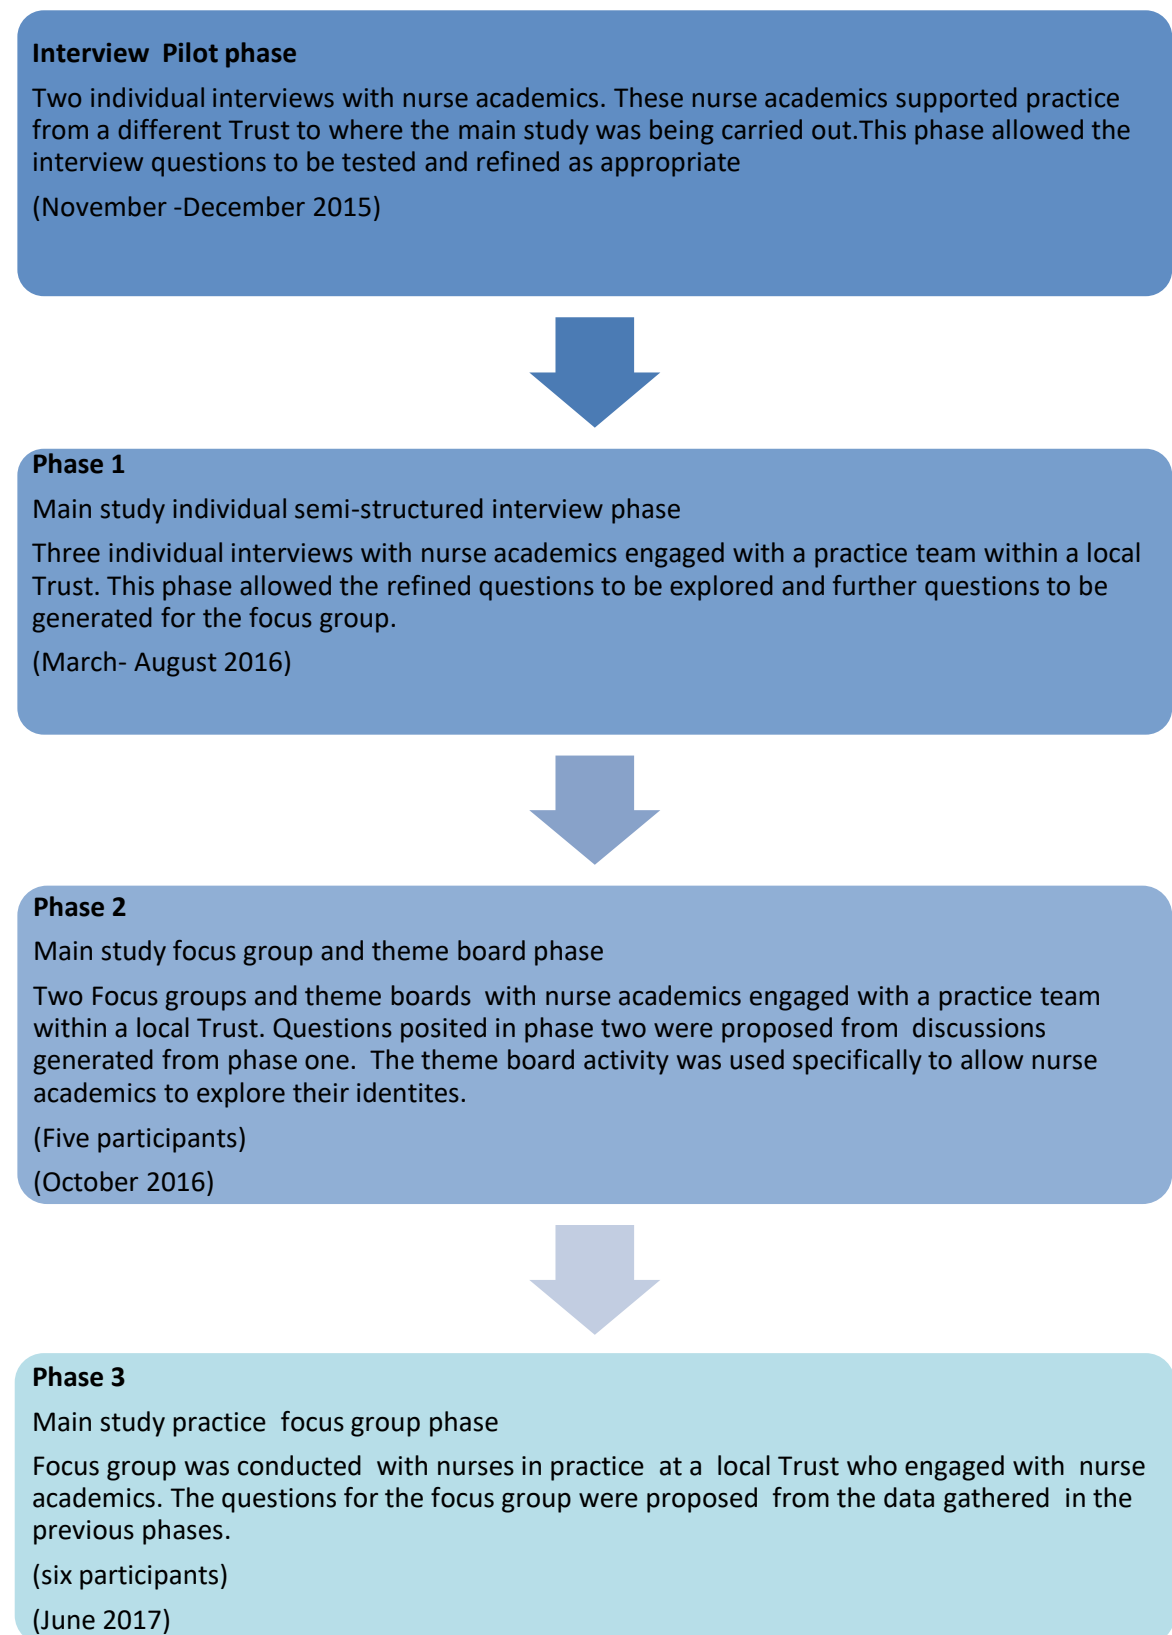 Interview  Pilot phase
Two individual interviews with nurse academics. These nurse academics supported practice
from a different Trust to where the main study was being carried out.This phase allowed the
interview questions to be tested and refined as appropriate
(November -December 2015)
Phase 1
Main study individual semi-structured interview phase
Three individual interviews with nurse academics engaged with a practice team within a local
Trust. This phase allowed the refined questions to be explored and further questions to be
generated for the focus group.
(March- August 2016)
Phase 2
Main study focus group and theme board phase
Two Focus groups and theme boards  with nurse academics engaged with a practice team
within a local Trust. Questions posited in phase two were proposed from  discussions
generated from phase one.  The theme board activity was used specifically to allow nurse
academics to explore their identites.
(Five participants)
(October 2016)
Phase 3
Main study practice  focus group phase
Focus group was conducted  with nurses in practice  at a  local Trust who engaged with  nurse
academics. The questions for the focus group were proposed  from the data gathered  in the
previous phases.
(six participants)
(June 2017)